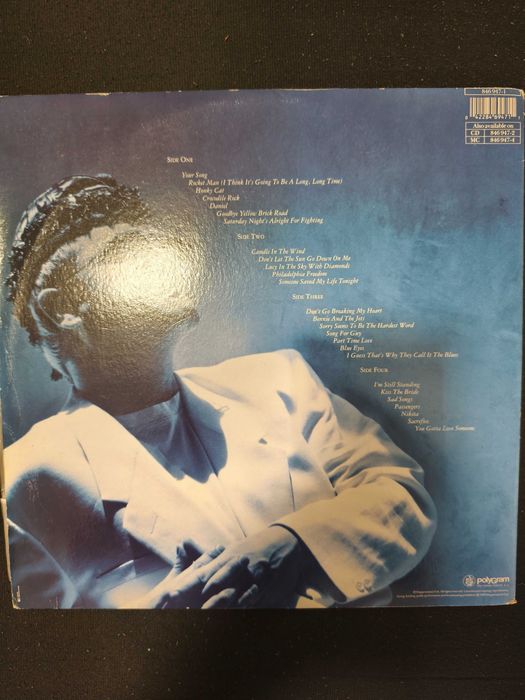 846 947-1
0 42284 69471 1
Also available on
CD 846 947-2
MC 846 947-4
SIDE ONE
Your Song
Rocket Man (I Think It's Going To Be A Long, Long Time)
Honky Cat
Crocodile Rock
Daniel
Goodbye Yellow Brick Road
Saturday Night's Alright For Fighting
SIDE TWO
Candle In The Wind
Don't Let The Sun Go Down On Me
Lucy In The Sky With Diamonds
Philadelphia Freedom
Someone Saved My Life Tonight
SIDE THREE
Don't Go Breaking My Heart
Bennie And The Jets
Sorry Seems To Be The Hardest Word
Song For Guy
Part Time Love
Blue Eyes
I Guess That's Why They Call It The Blues
SIDE FOUR
I'm Still Standing
Kiss The Bride
Sad Songs
Passengers
Nikita
Sacrifice
You Gotta Love Someone
polygram